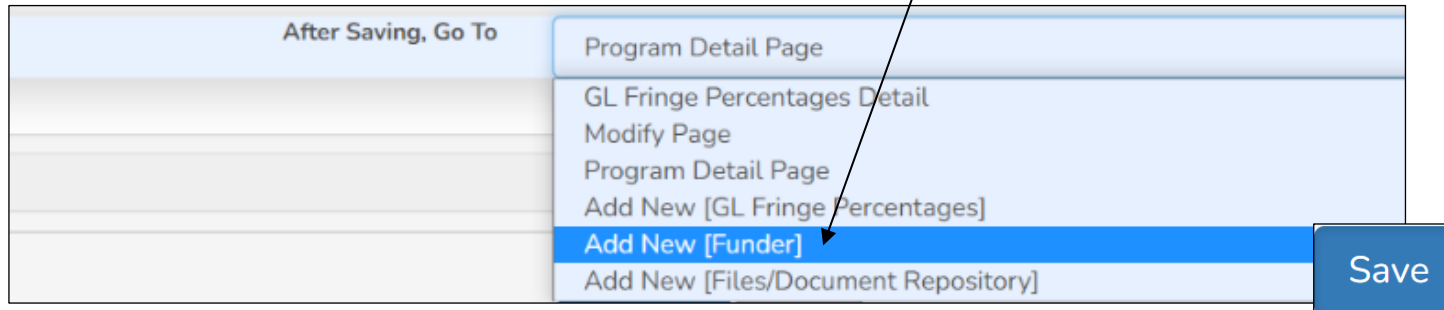 After Saving, Go To
Program Detail Page
GL Fringe Percentages Detail
Modify Page
Program Detail Page
Add New [GL Fringe Percentages]
Add New [Funder]
Add New [Files/Document Repository]
Save